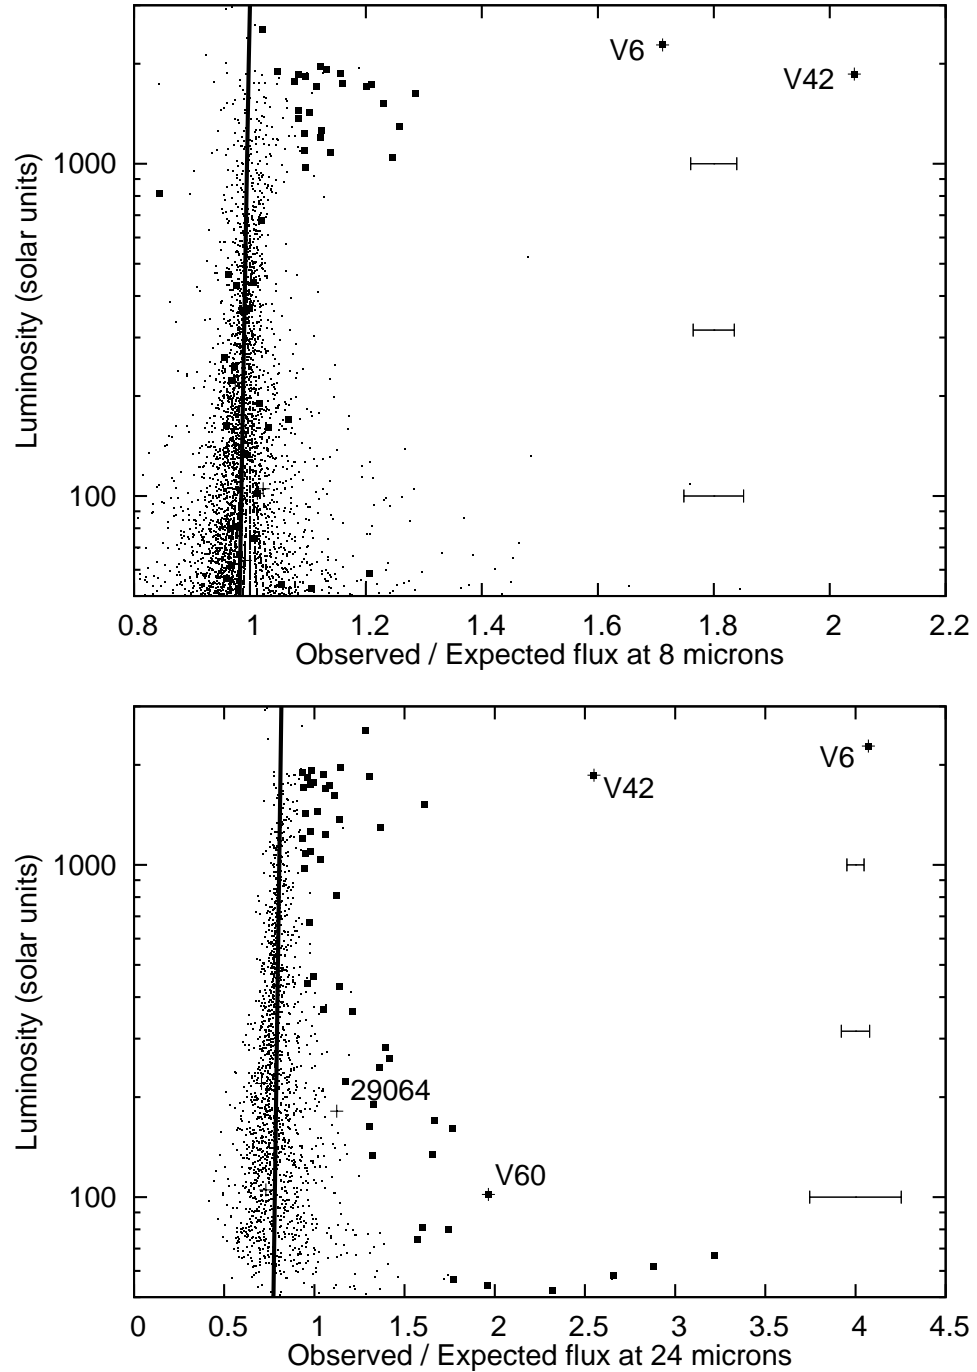 V6
V42
1000
100
Luminosity (solar units)
0.8 1 1.2 1.4 1.6 1.8 2 2.2
Observed / Expected flux at 8 microns
V6
V42
1000
29064
V60
100
Luminosity (solar units)
0 0.5 1 1.5 2 2.5 3 3.5 4 4.5
Observed / Expected flux at 24 microns